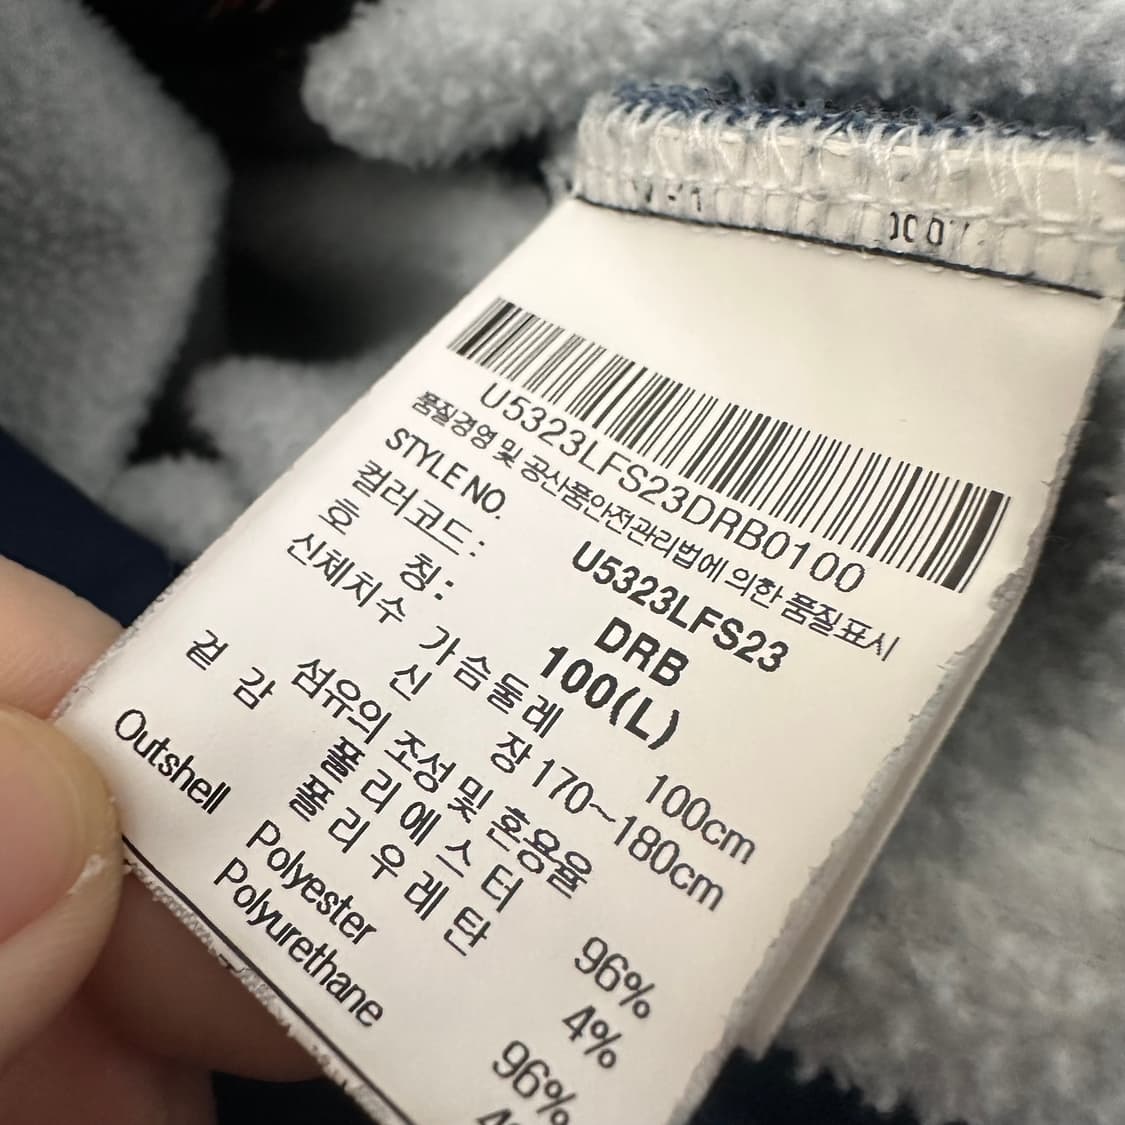 U5323LFS23DRB0100
품질경영 및 공산품안전관리법에 의한 품질표시
STYLE NO. U5323LFS23
컬러코드: DRB
호 칭: 100(L)
신체치수 가슴둘레 100cm
신 장 170~180cm
섬유의 조성 및 혼용율
겉 감 폴리에스터 96%
폴리우레탄 4%
Outshell Polyester 96%
Polyurethane